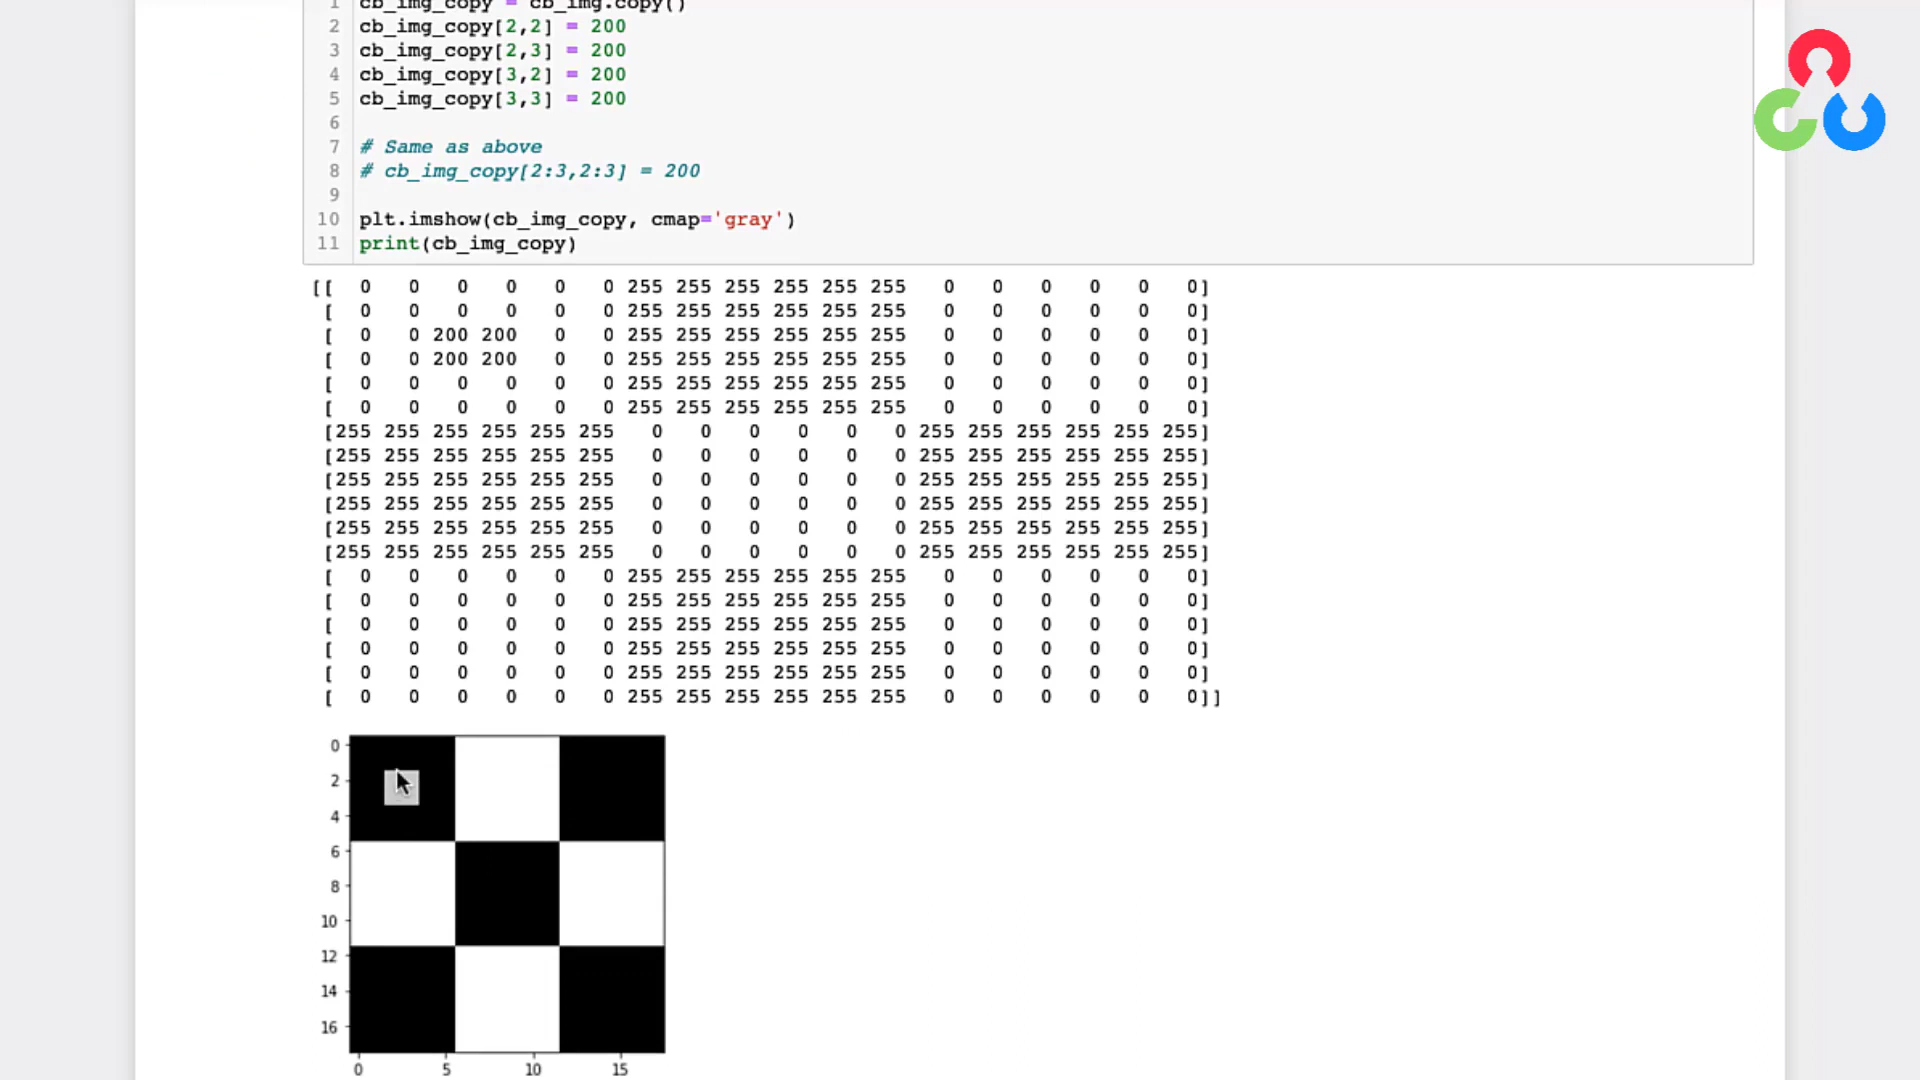 1 cb_img_copy = cb_img.copy()
2 cb_img_copy[2,2] = 200
3 cb_img_copy[2,3] = 200
4 cb_img_copy[3,2] = 200
5 cb_img_copy[3,3] = 200
6
7 # Same as above
8 # cb_img_copy[2:3,2:3] = 200
9
10 plt.imshow(cb_img_copy, cmap='gray')
11 print(cb_img_copy)
[[ 0 0 0 0 0 0 255 255 255 255 255 255 0 0 0 0 0 0]
[ 0 0 0 0 0 0 255 255 255 255 255 255 0 0 0 0 0 0]
[ 0 0 200 200 0 0 255 255 255 255 255 255 0 0 0 0 0 0]
[ 0 0 200 200 0 0 255 255 255 255 255 255 0 0 0 0 0 0]
[ 0 0 0 0 0 0 255 255 255 255 255 255 0 0 0 0 0 0]
[ 0 0 0 0 0 0 255 255 255 255 255 255 0 0 0 0 0 0]
[255 255 255 255 255 255 0 0 0 0 0 0 255 255 255 255 255 255]
[255 255 255 255 255 255 0 0 0 0 0 0 255 255 255 255 255 255]
[255 255 255 255 255 255 0 0 0 0 0 0 255 255 255 255 255 255]
[255 255 255 255 255 255 0 0 0 0 0 0 255 255 255 255 255 255]
[255 255 255 255 255 255 0 0 0 0 0 0 255 255 255 255 255 255]
[255 255 255 255 255 255 0 0 0 0 0 0 255 255 255 255 255 255]
[ 0 0 0 0 0 0 255 255 255 255 255 255 0 0 0 0 0 0]
[ 0 0 0 0 0 0 255 255 255 255 255 255 0 0 0 0 0 0]
[ 0 0 0 0 0 0 255 255 255 255 255 255 0 0 0 0 0 0]
[ 0 0 0 0 0 0 255 255 255 255 255 255 0 0 0 0 0 0]
[ 0 0 0 0 0 0 255 255 255 255 255 255 0 0 0 0 0 0]
[ 0 0 0 0 0 0 255 255 255 255 255 255 0 0 0 0 0 0]]
0
2
4
6
8
10
12
14
16
0 5 10 15